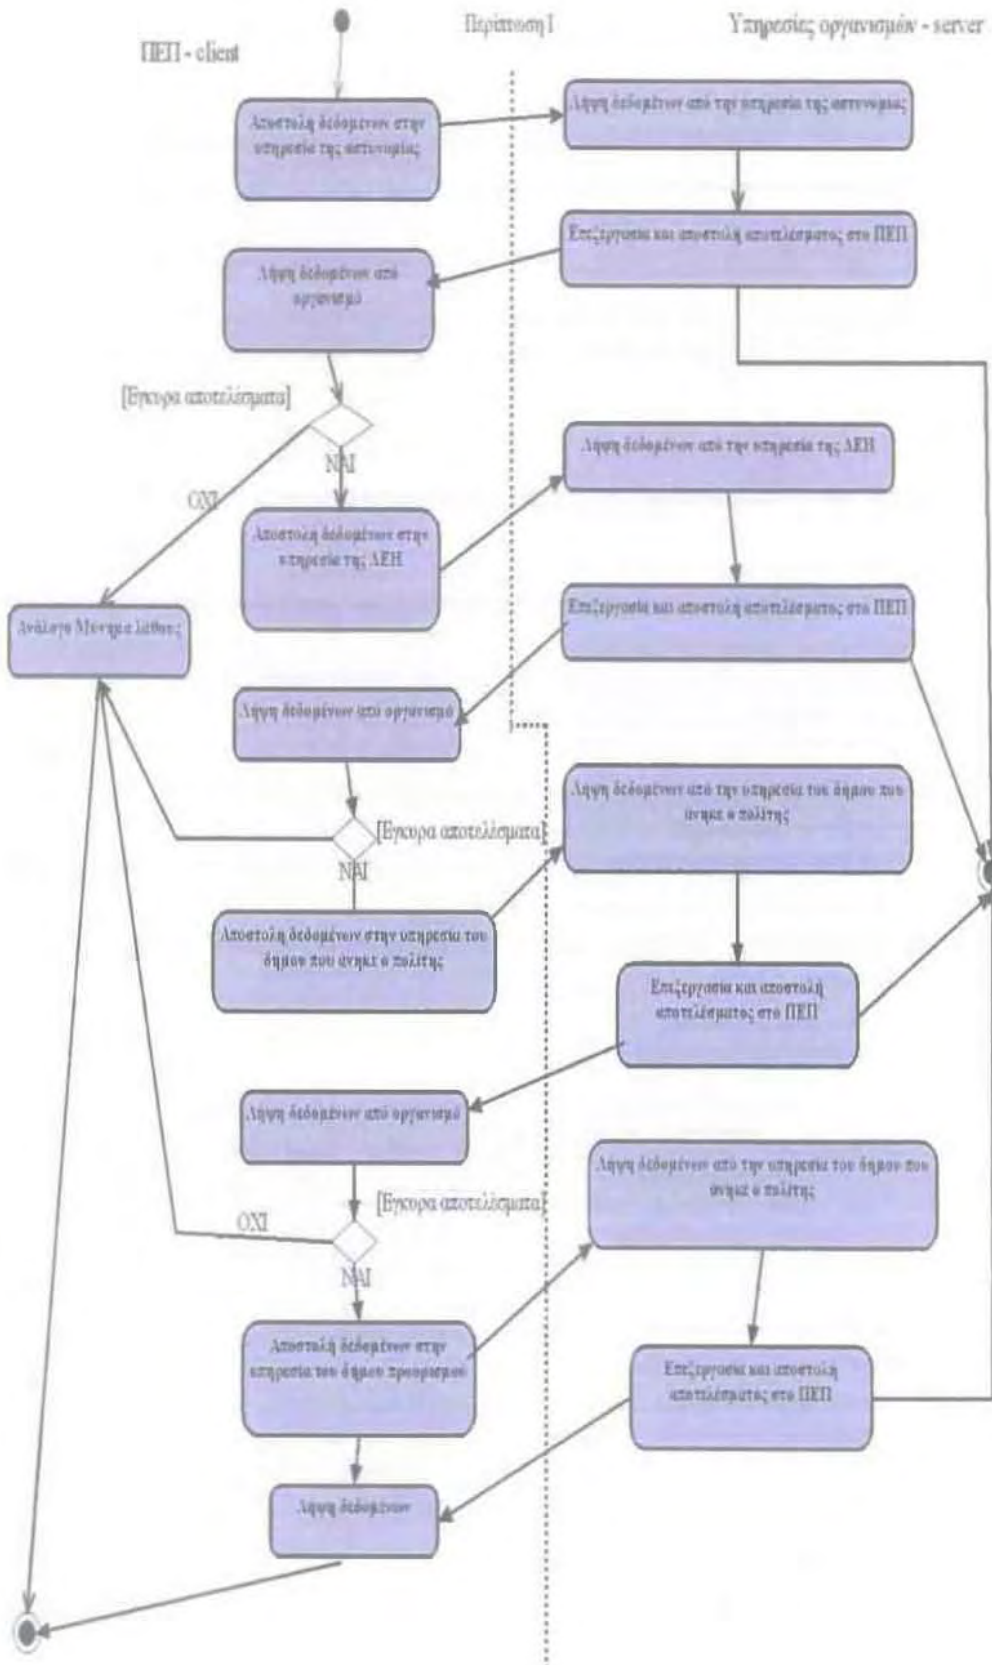 ΠΕΠ - client
Περίπτωση 1
Υπηρεσίες οργανισμών - server
Αποστολή δεδομένων στην
υπηρεσία της αστυνομίας
Λήψη δεδομένων από την υπηρεσία της αστυνομίας
Επεξεργασία και αποστολή αποτελέσματος στο ΠΕΠ
Λήψη δεδομένων από
οργανισμό
[Έγκυρα αποτελέσματα]
ΝΑΙ
ΟΧΙ
Λήψη δεδομένων από την υπηρεσία της ΔΕΗ
Αποστολή δεδομένων στην
υπηρεσία της ΔΕΗ
Επεξεργασία και αποστολή αποτελέσματος στο ΠΕΠ
Ανάλογο Μύνημα λάθους
Λήψη δεδομένων από οργανισμό
Λήψη δεδομένων από την υπηρεσία του δήμου που
άνηκε ο πολίτης
[Έγκυρα αποτελέσματα]
ΝΑΙ
Αποστολή δεδομένων στην υπηρεσία του
δήμου που άνηκε ο πολίτης
Επεξεργασία και αποστολή
αποτελέσματος στο ΠΕΠ
Λήψη δεδομένων από οργανισμό
Λήψη δεδομένων από την υπηρεσία του δήμου που
άνηκε ο πολίτης
[Έγκυρα αποτελέσματα]
ΟΧΙ
ΝΑΙ
Αποστολή δεδομένων στην
υπηρεσία του δήμου προορισμού
Επεξεργασία και αποστολή
αποτελέσματος στο ΠΕΠ
Λήψη δεδομένων